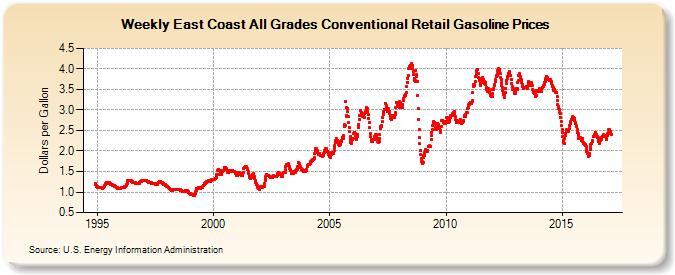 Weekly East Coast All Grades Conventional Retail Gasoline Prices
Dollars per Gallon
4.5
4.0
3.5
3.0
2.5
2.0
1.5
1.0
0.5
1995 2000 2005 2010 2015
Source: U.S. Energy Information Administration